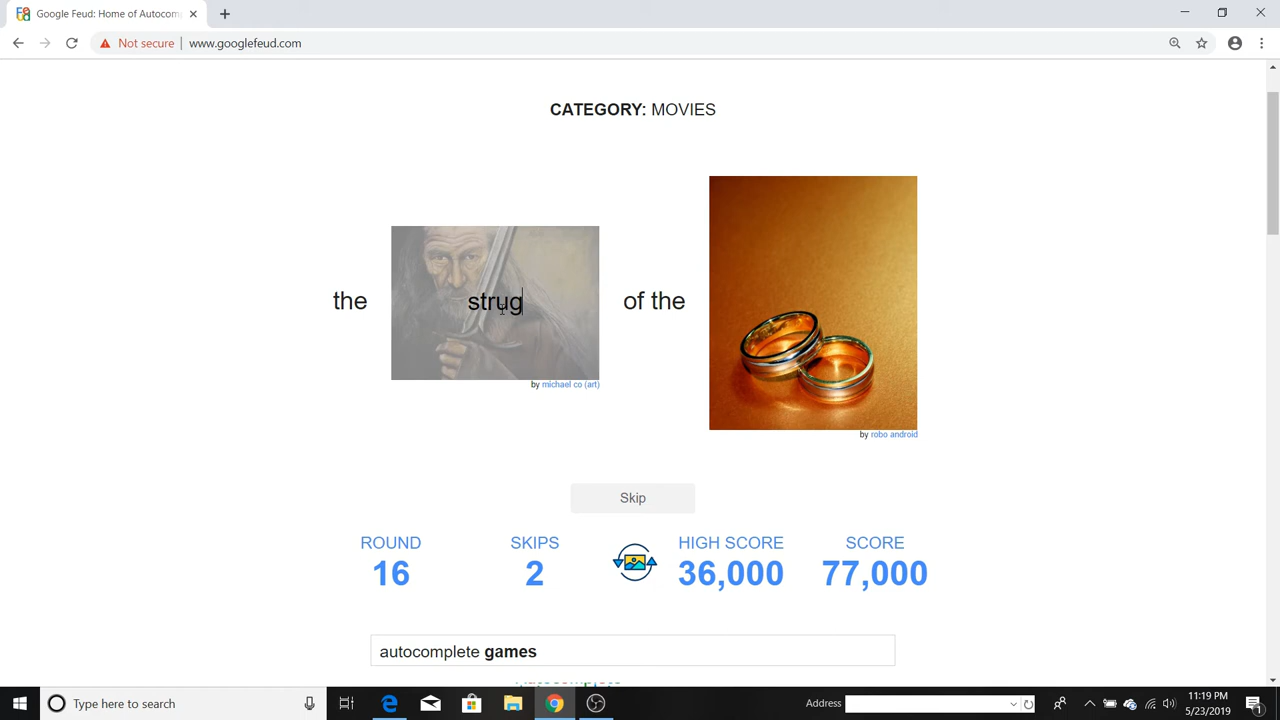 Google Feud: Home of Autocom
Not secure | www.googlefeud.com
CATEGORY: MOVIES
the strug of the
by michael co (art)
by robo android
Skip
ROUND SKIPS HIGH SCORE SCORE
16 2 36,000 77,000
autocomplete games
Type here to search
Address
11:19 PM
5/23/2019
1